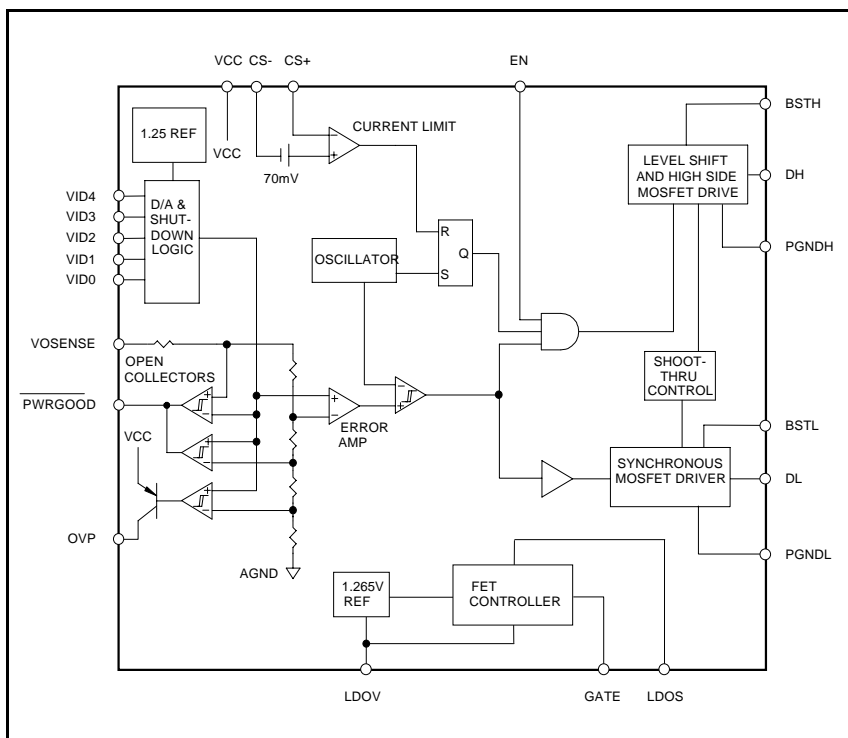 VCC CS- CS+ EN
BSTH
1.25 REF
VCC
CURRENT LIMIT
70mV
LEVEL SHIFT
AND HIGH SIDE
MOSFET DRIVE
DH
VID4
VID3
VID2
VID1
VID0
D/A &
SHUT-
DOWN
LOGIC
R
Q
S
OSCILLATOR
PGNDH
VOSENSE
OPEN
COLLECTORS
PWRGOOD
+
−
+
−
+
−
+
−
ERROR
AMP
−
+
−
+
SHOOT-
THRU
CONTROL
BSTL
VCC
SYNCHRONOUS
MOSFET DRIVER
DL
OVP
PGNDL
AGND
1.265V
REF
FET
CONTROLLER
LDOV GATE LDOS